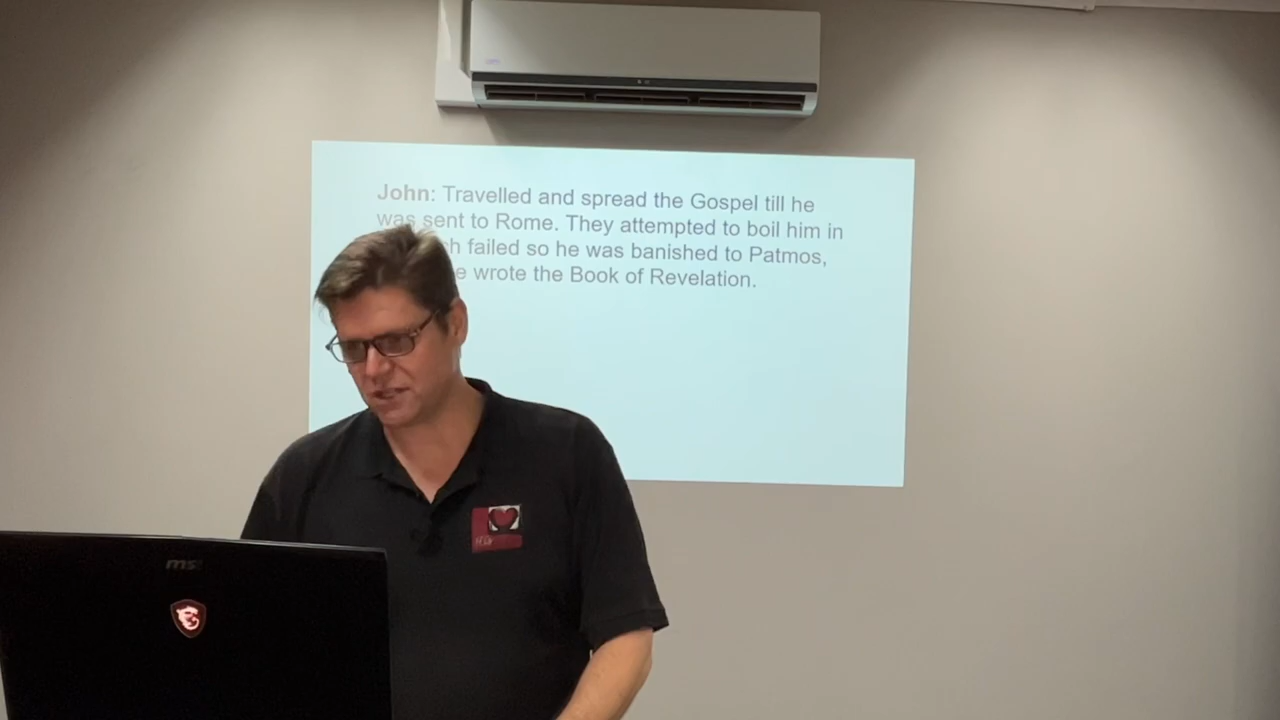 John: Travelled and spread the Gospel till he
was sent to Rome. They attempted to boil him in
failed so he was banished to Patmos,
wrote the Book of Revelation.
msi